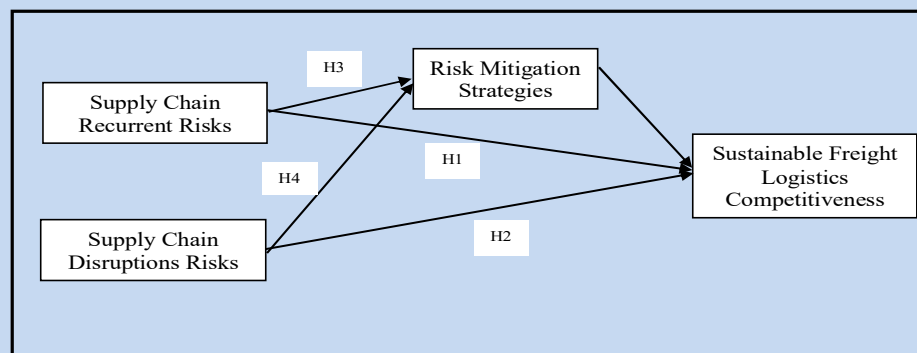 H3
Risk Mitigation
Strategies
Supply Chain
Recurrent Risks
H1
Sustainable Freight
Logistics
Competitiveness
H4
Supply Chain
Disruptions Risks
H2